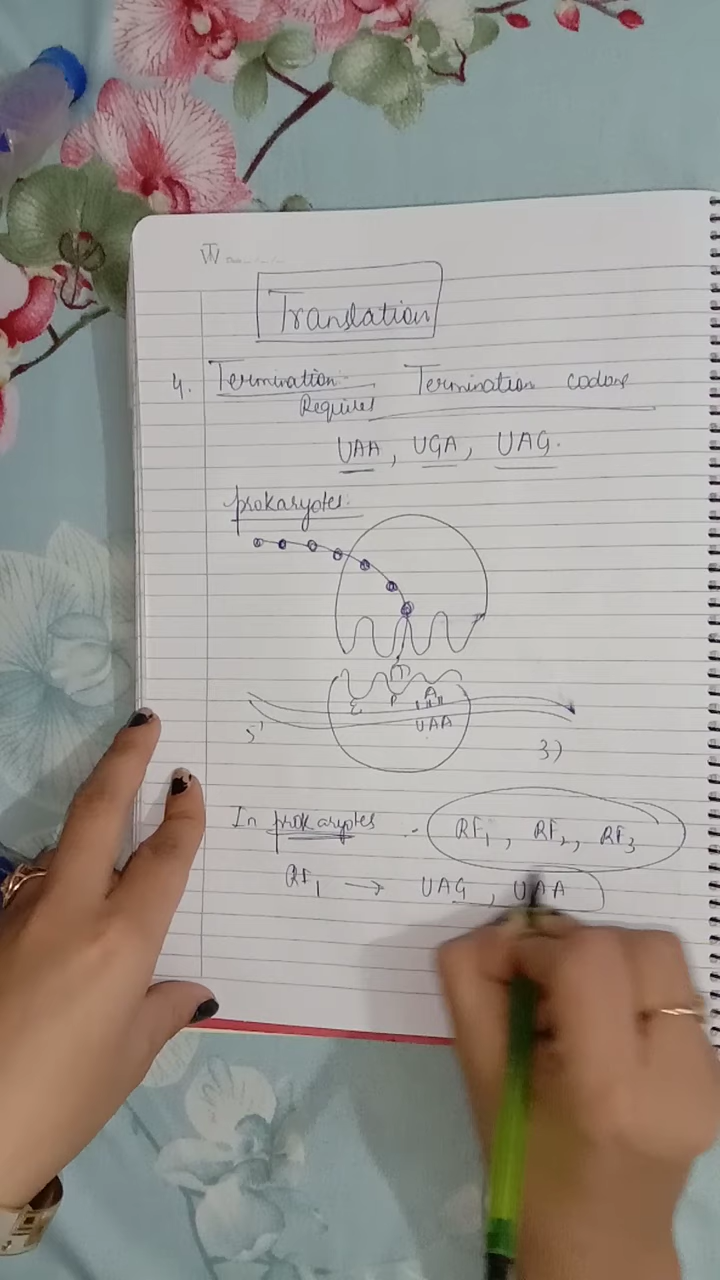 Translation
4. Termination Termination codons
Requires
UAA, UGA, UAG.
prokaryotes.
E P A
UAA
5' 3)
In prokaryotes - RF1, RF2, RF3
RF1 → UAG, UAA